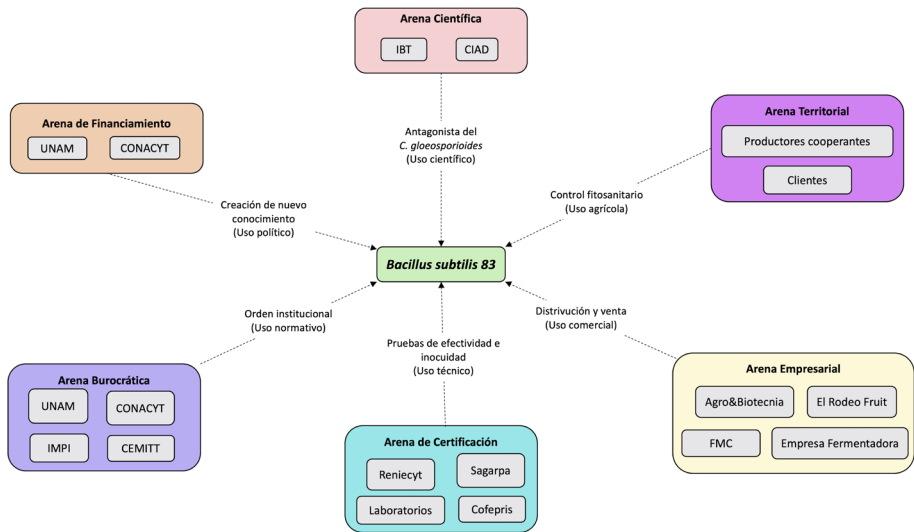 Arena Científica
IBT
CIAD
Arena de Financiamiento
UNAM
CONACYT
Arena Territorial
Productores cooperantes
Clientes
Antagonista del
C. gloesporioides
(Uso científico)
Creación de nuevo
conocimiento
(Uso político)
Control fitosanitario
(Uso agrícola)
Bacillus subtilis 83
Orden institucional
(Uso normativo)
Pruebas de efectividad e
inocuidad
(Uso técnico)
Distrivución y venta
(Uso comercial)
Arena Burocrática
UNAM
CONACYT
IMPI
CEMITT
Arena de Certificación
Reniecyt
Sagarpa
Laboratorios
Cofepris
Arena Empresarial
Agro&Biotecnia
El Rodeo Fruit
FMC
Empresa Fermentadora